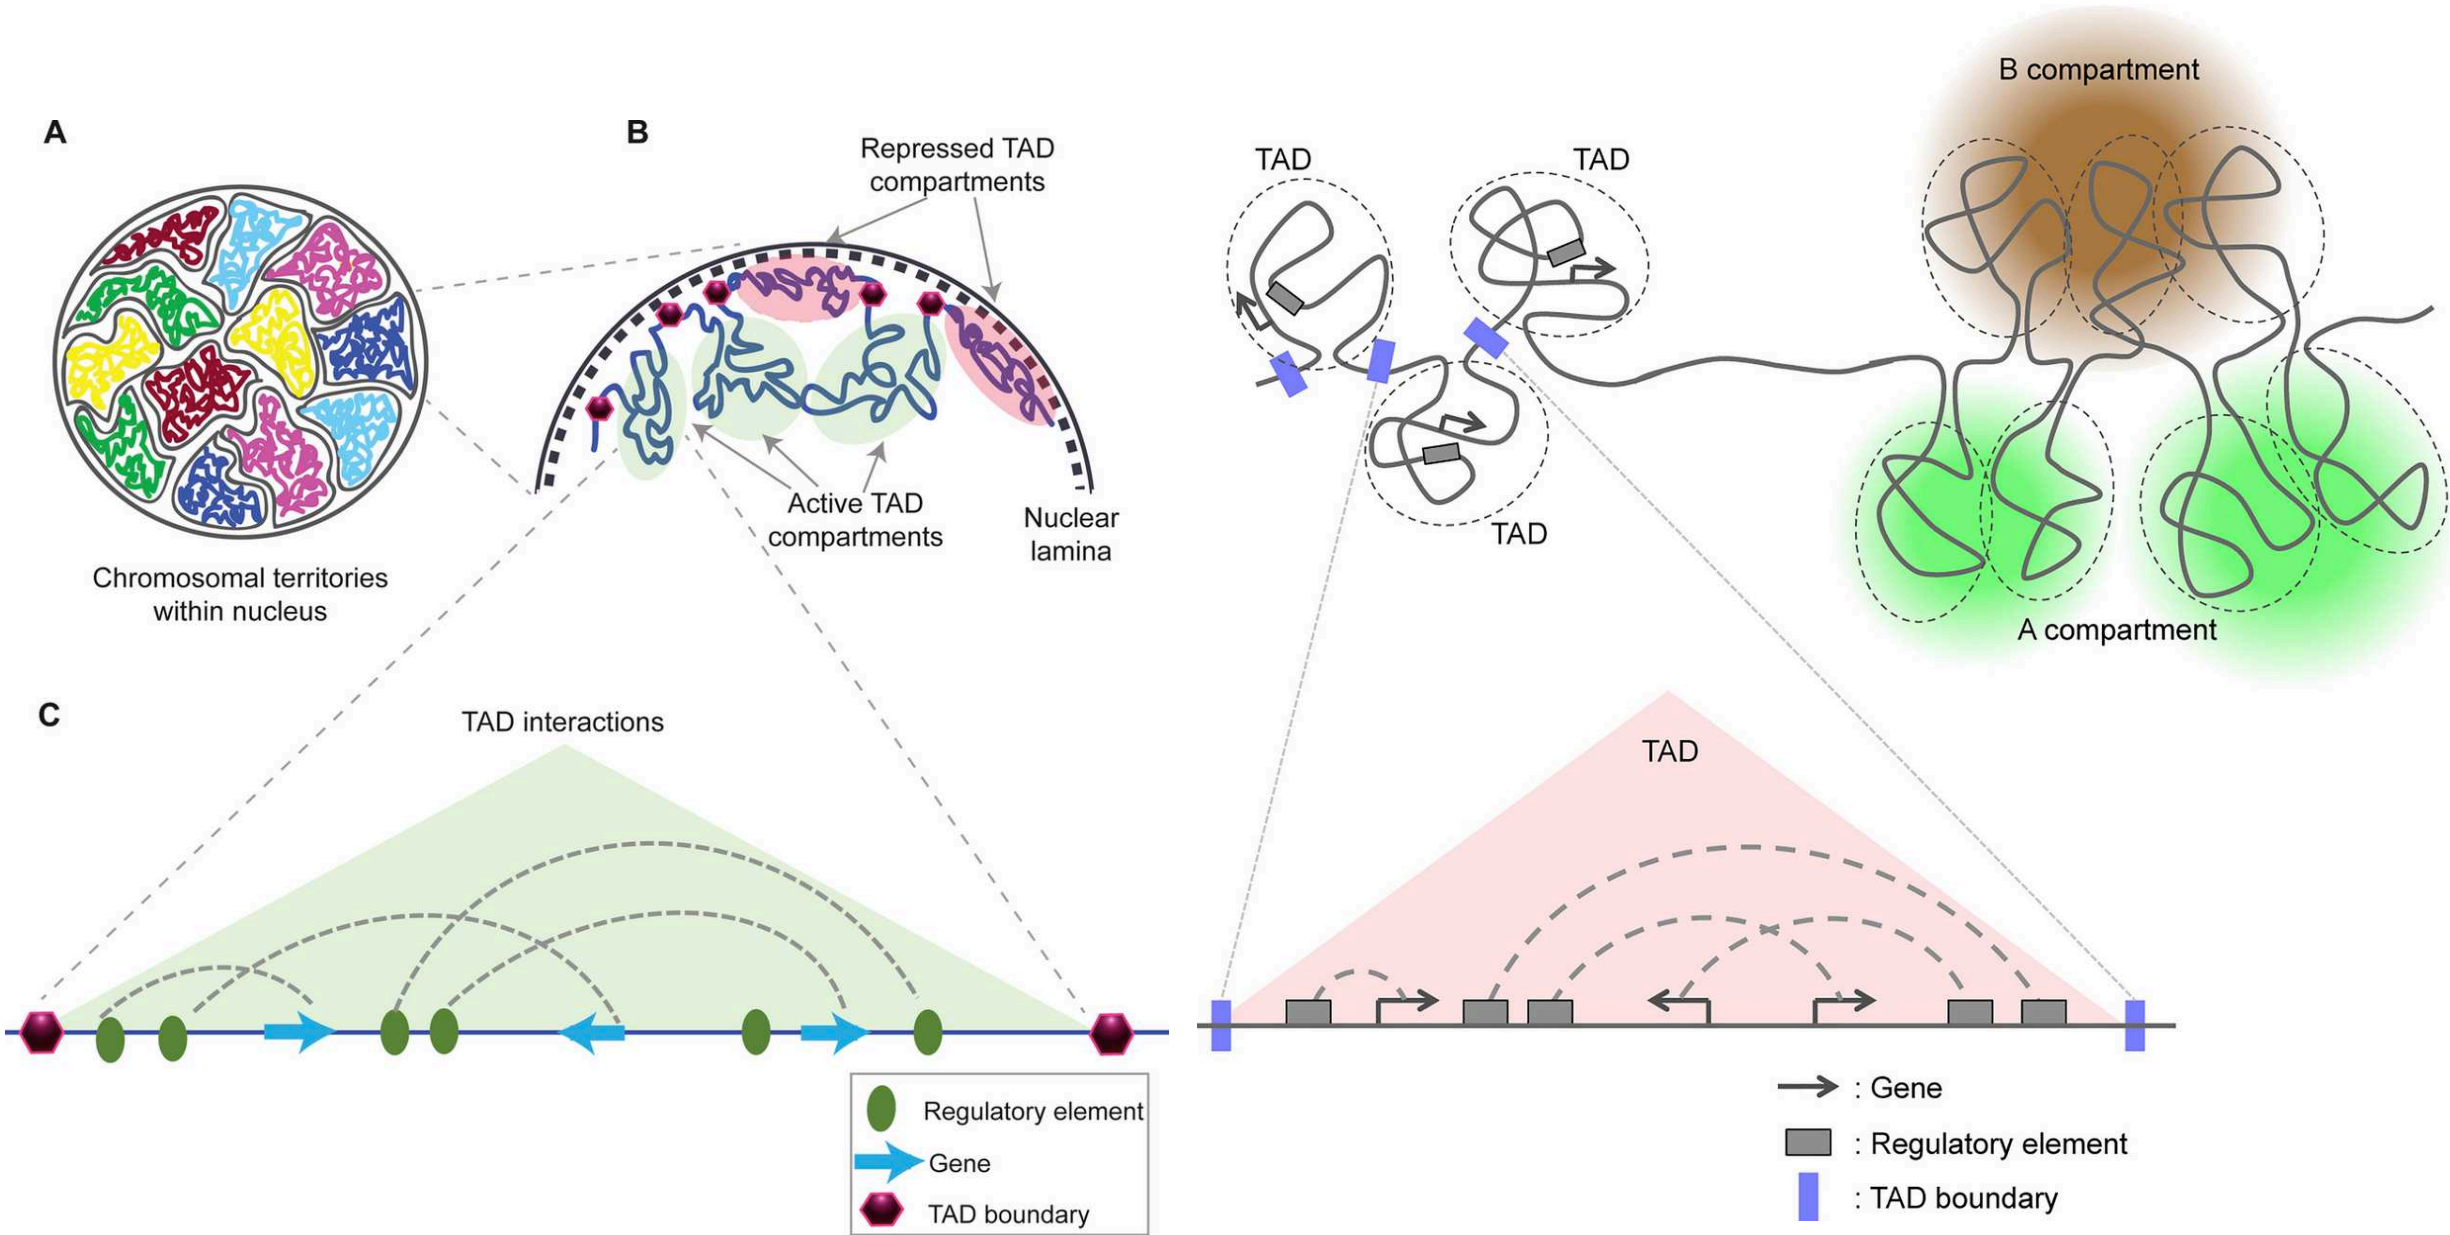 A
Chromosomal territories
within nucleus
B
Repressed TAD
compartments
Active TAD
compartments
Nuclear
lamina
C
TAD interactions
Regulatory element
Gene
TAD boundary
TAD
TAD
TAD
B compartment
A compartment
TAD
: Gene
: Regulatory element
: TAD boundary